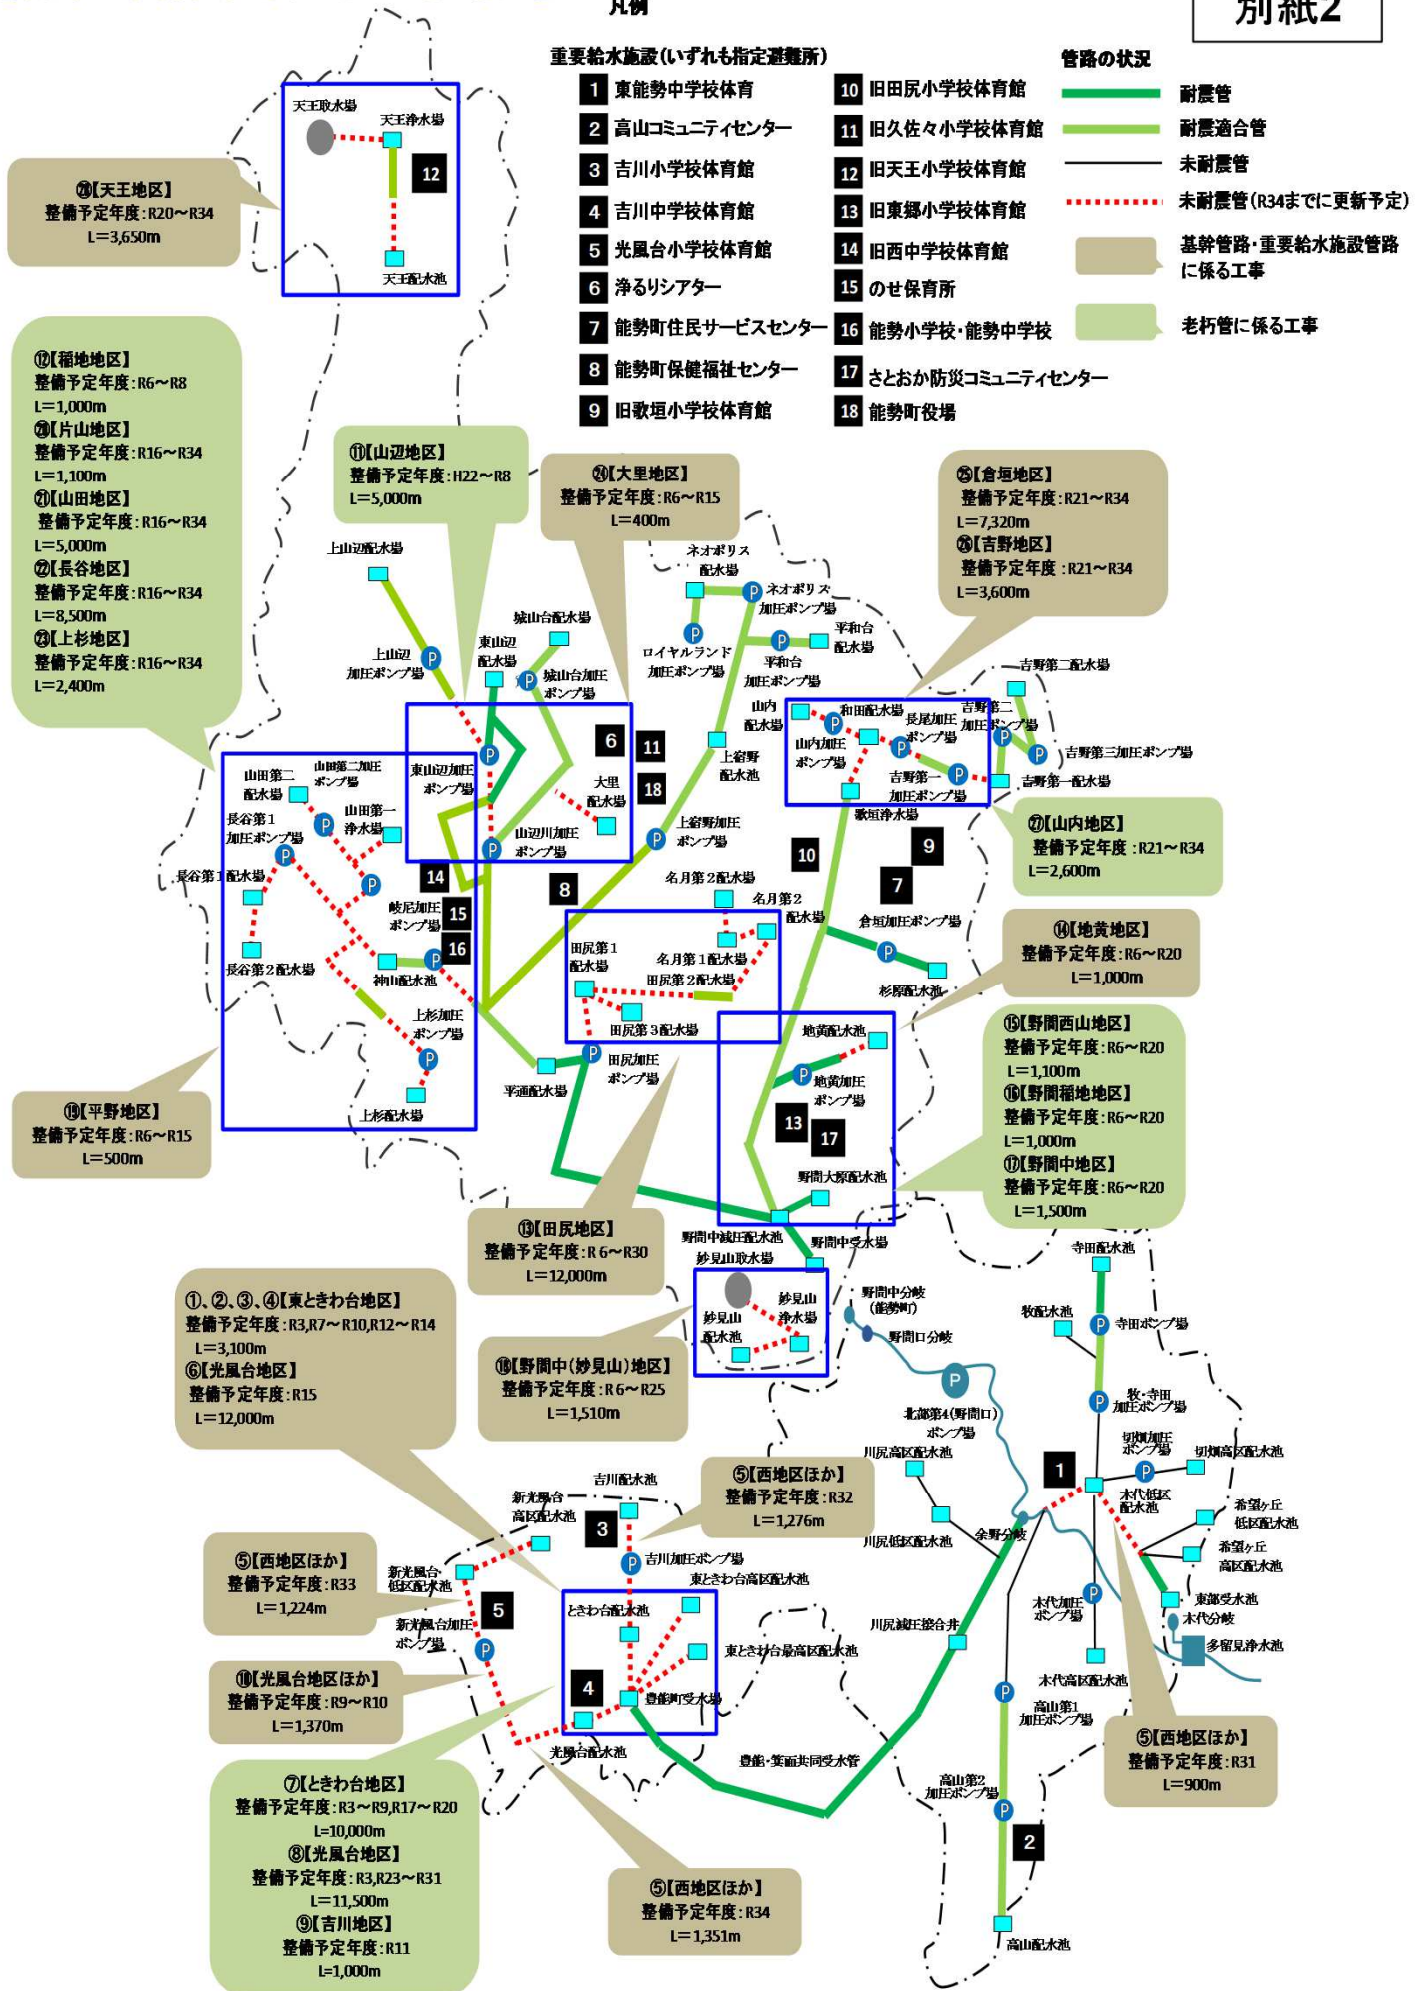 凡例
別紙2
重要給水施設(いずれも指定避難所)
1 東能勢中学校体育
2 高山コミュニティセンター
3 吉川小学校体育館
4 吉川中学校体育館
5 光風台小学校体育館
6 浄るりシアター
7 能勢町住民サービスセンター
8 能勢町保健福祉センター
9 旧歌垣小学校体育館
10 旧田尻小学校体育館
11 旧久佐々小学校体育館
12 旧天王小学校体育館
13 旧東郷小学校体育館
14 旧西中学校体育館
15 のせ保育所
16 能勢小学校・能勢中学校
17 さとおか防災コミュニティセンター
18 能勢町役場
管路の状況
耐震管
耐震適合管
未耐震管
未耐震管(R34までに更新予定)
基幹管路・重要給水施設管路
に係る工事
老朽管に係る工事
天王取水場
天王浄水場
12
天王配水池
㉘【天王地区】
整備予定年度:R20～R34
L=3,650m
⑫【稲地地区】
整備予定年度:R6～R8
L=1,000m
⑳【片山地区】
整備予定年度:R16～R34
L=1,100m
㉑【山田地区】
整備予定年度:R16～R34
L=5,000m
㉒【長谷地区】
整備予定年度:R16～R34
L=8,500m
㉓【上杉地区】
整備予定年度:R16～R34
L=2,400m
⑪【山辺地区】
整備予定年度:H22～R8
L=5,000m
㉔【大里地区】
整備予定年度:R6～R15
L=400m
㉕【倉垣地区】
整備予定年度:R21～R34
L=7,320m
㉖【吉野地区】
整備予定年度:R21～R34
L=3,600m
上山辺配水場
上山辺
加圧ポンプ場
P
東山辺
配水場
城山台配水場
城山台加圧
ポンプ場
P
東山辺加圧
ポンプ場
P
山辺川加圧
ポンプ場
P
大里
配水場
6
11
18
ネオポリス
配水場
ネオポリス
加圧ポンプ場
P
ロイヤルランド
加圧ポンプ場
P
平和台
加圧ポンプ場
P
平和台
配水場
上宿野
配水池
上宿野加圧
ポンプ場
P
山内
配水場
山内加圧
ポンプ場
P
和田配水場
長尾加圧
ポンプ場
P
吉野第一
加圧ポンプ場
P
吉野第二
加圧ポンプ場
P
吉野第二配水場
吉野第三加圧ポンプ場
P
吉野第一配水場
歌垣浄水場
㉗【山内地区】
整備予定年度:R21～R34
L=2,600m
10
9
7
倉垣加圧ポンプ場
P
杉原配水池
山田第二
配水場
山田第二加圧
ポンプ場
P
山田第一
浄水場
長谷第1
加圧ポンプ場
P
長谷第1配水場
長谷第2配水場
岐尼加圧
ポンプ場
P
P
神山配水池
14
15
16
上杉加圧
ポンプ場
P
上杉配水場
⑲【平野地区】
整備予定年度:R6～R15
L=500m
8
名月第2配水場
名月第2
配水場
名月第1配水場
田尻第1
配水場
田尻第2配水場
田尻第3配水場
田尻加圧
ポンプ場
P
平通配水場
⑬【田尻地区】
整備予定年度:R6～R30
L=12,000m
⑭【地黄地区】
整備予定年度:R6～R20
L=1,000m
⑮【野間西山地区】
整備予定年度:R6～R20
L=1,100m
⑯【野間稲地地区】
整備予定年度:R6～R20
L=1,000m
⑰【野間中地区】
整備予定年度:R6～R20
L=1,500m
地黄配水池
地黄加圧
ポンプ場
P
13
17
野間大原配水池
野間中減圧配水池
野間中受水場
妙見山取水場
妙見山
浄水場
妙見山
配水池
⑱【野間中(妙見山)地区】
整備予定年度:R6～R25
L=1,510m
野間中分岐
(能勢町)
野間口分岐
P
北部第4(野間口)
ポンプ場
寺田配水池
牧配水池
寺田ポンプ場
P
牧・寺田
加圧ポンプ場
P
切畑加圧
ポンプ場
P
切畑高区配水池
1
木代低区
配水池
希望ヶ丘
低区配水池
希望ヶ丘
高区配水池
東部受水池
木代分岐
多留見浄水池
木代加圧
ポンプ場
P
木代高区配水池
余野分岐
川尻高区配水池
川尻低区配水池
川尻減圧接合井
高山第1
加圧ポンプ場
P
高山第2
加圧ポンプ場
P
2
高山配水池
⑤【西地区ほか】
整備予定年度:R31
L=900m
①、②、③、④【東ときわ台地区】
整備予定年度:R3,R7～R10,R12～R14
L=3,100m
⑥【光風台地区】
整備予定年度:R15
L=12,000m
⑤【西地区ほか】
整備予定年度:R32
L=1,276m
吉川配水池
3
吉川加圧ポンプ場
P
新光風台
高区配水池
新光風台
低区配水池
新光風台加圧
ポンプ場
P
5
東ときわ台高区配水池
ときわ台配水池
東ときわ台最高区配水池
4
豊能町受水場
光風台配水池
豊能・箕面共同受水管
⑤【西地区ほか】
整備予定年度:R33
L=1,224m
⑩【光風台地区ほか】
整備予定年度:R9～R10
L=1,370m
⑦【ときわ台地区】
整備予定年度:R3～R9,R17～R20
L=10,000m
⑧【光風台地区】
整備予定年度:R3,R23～R31
L=11,500m
⑨【吉川地区】
整備予定年度:R11
L=1,000m
⑤【西地区ほか】
整備予定年度:R34
L=1,351m